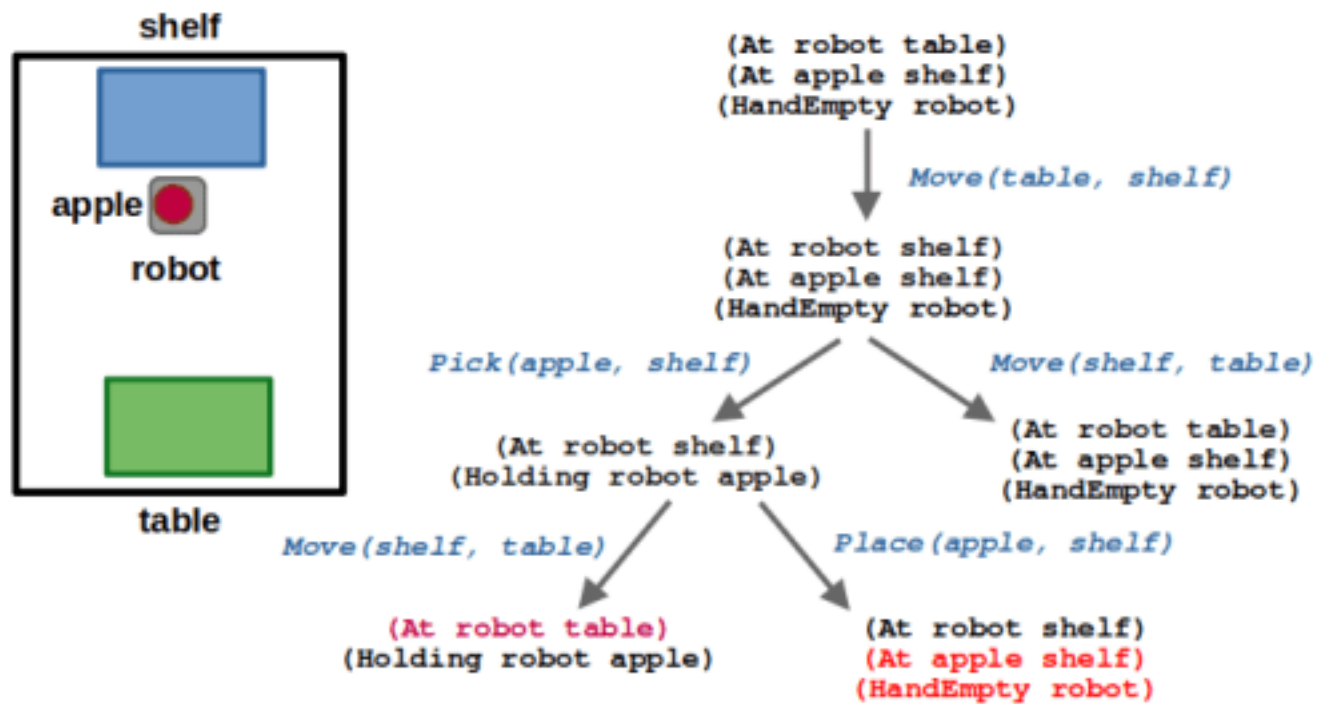 shelf
apple
robot
table
(At robot table)
(At apple shelf)
(HandEmpty robot)
Move(table, shelf)
(At robot shelf)
(At apple shelf)
(HandEmpty robot)
Pick(apple, shelf)
Move(shelf, table)
(At robot shelf)
(Holding robot apple)
(At robot table)
(At apple shelf)
(HandEmpty robot)
Move(shelf, table)
Place(apple, shelf)
(At robot table)
(Holding robot apple)
(At robot shelf)
(At apple shelf)
(HandEmpty robot)